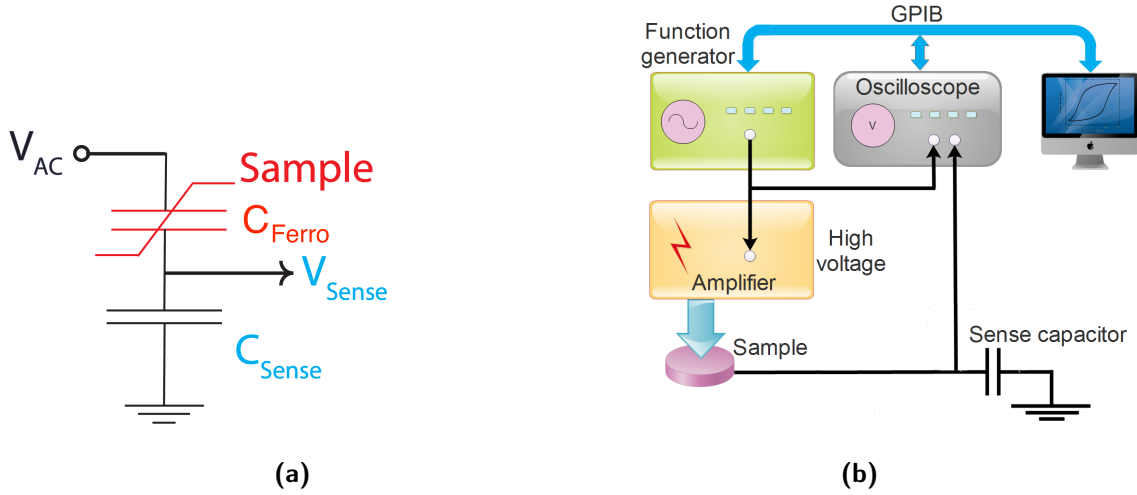 V_AC
Sample
C_Ferro
V_Sense
C_Sense
(a)
GPIB
Function
generator
Oscilloscope
V
High
voltage
Amplifier
Sample
Sense capacitor
(b)